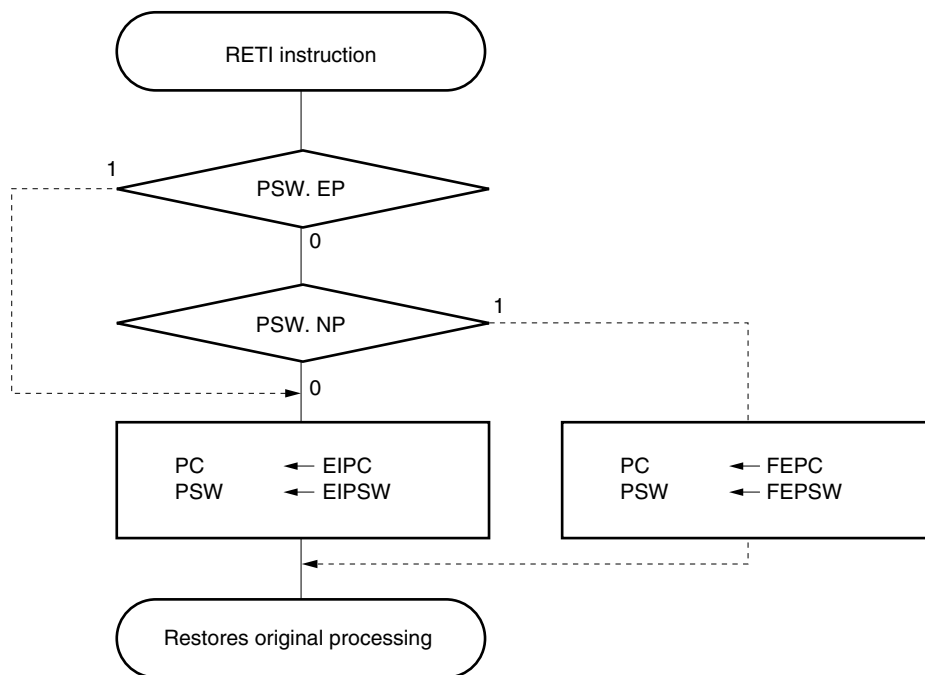 RETI instruction
1
PSW. EP
0
PSW. NP
1
0
PC ← EIPC
PSW ← EIPSW
PC ← FEPC
PSW ← FEPSW
Restores original processing